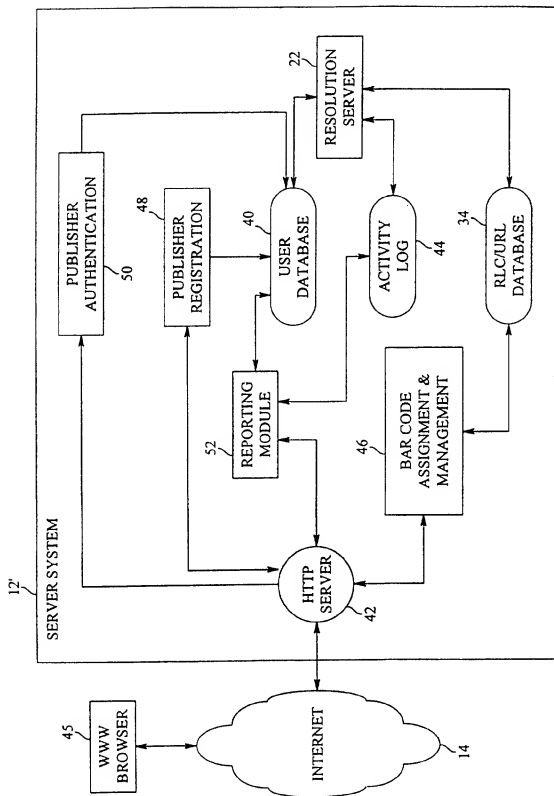 12'
SERVER SYSTEM
45
WWW
BROWSER
INTERNET
14
HTTP
SERVER
42
PUBLISHER
AUTHENTICATION
50
48
PUBLISHER
REGISTRATION
40
USER
DATABASE
52
REPORTING
MODULE
22
RESOLUTION
SERVER
ACTIVITY
LOG
44
46
BAR CODE
ASSIGNMENT &
MANAGEMENT
34
RLC/URL
DATABASE